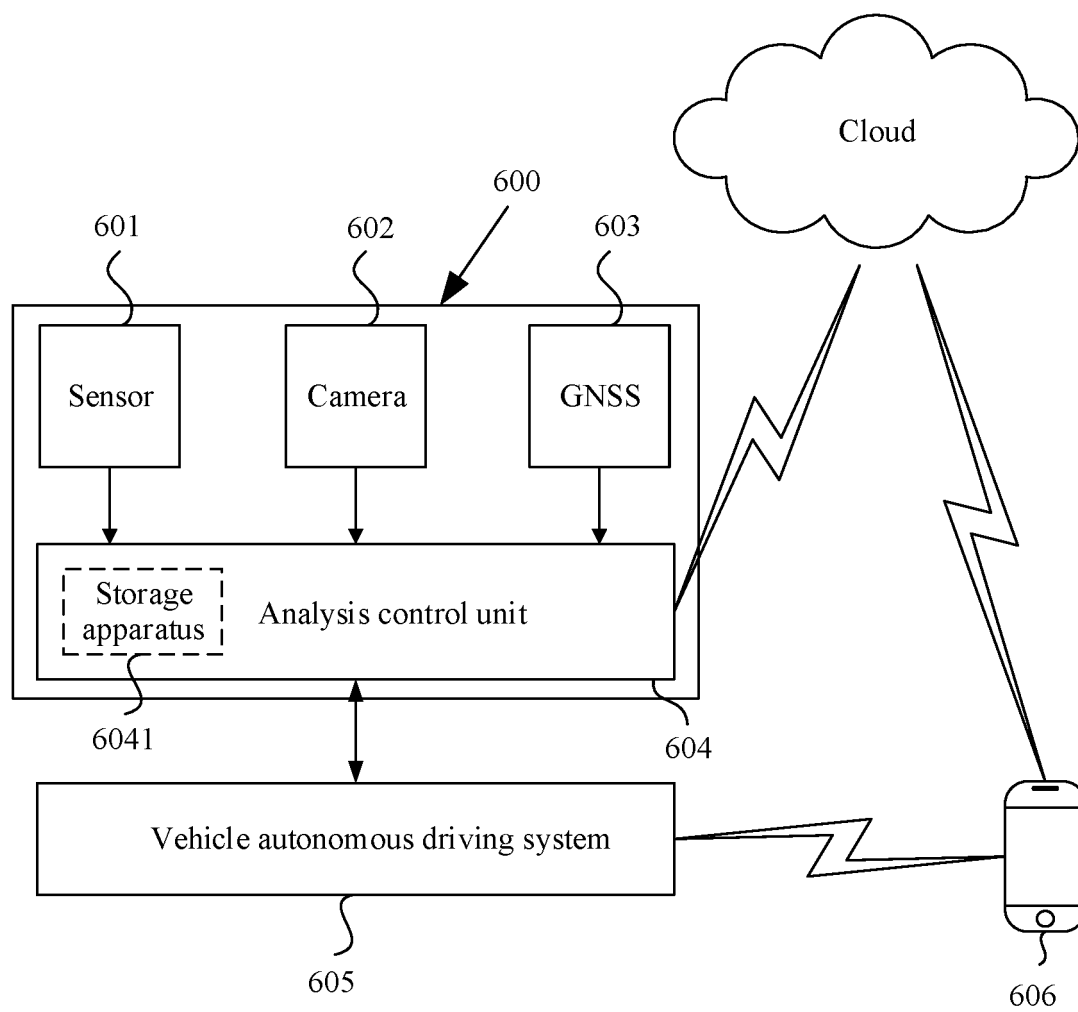 Cloud
600
601
602
603
Sensor
Camera
GNSS
Storage
apparatus
Analysis control unit
6041
604
Vehicle autonomous driving system
605
606